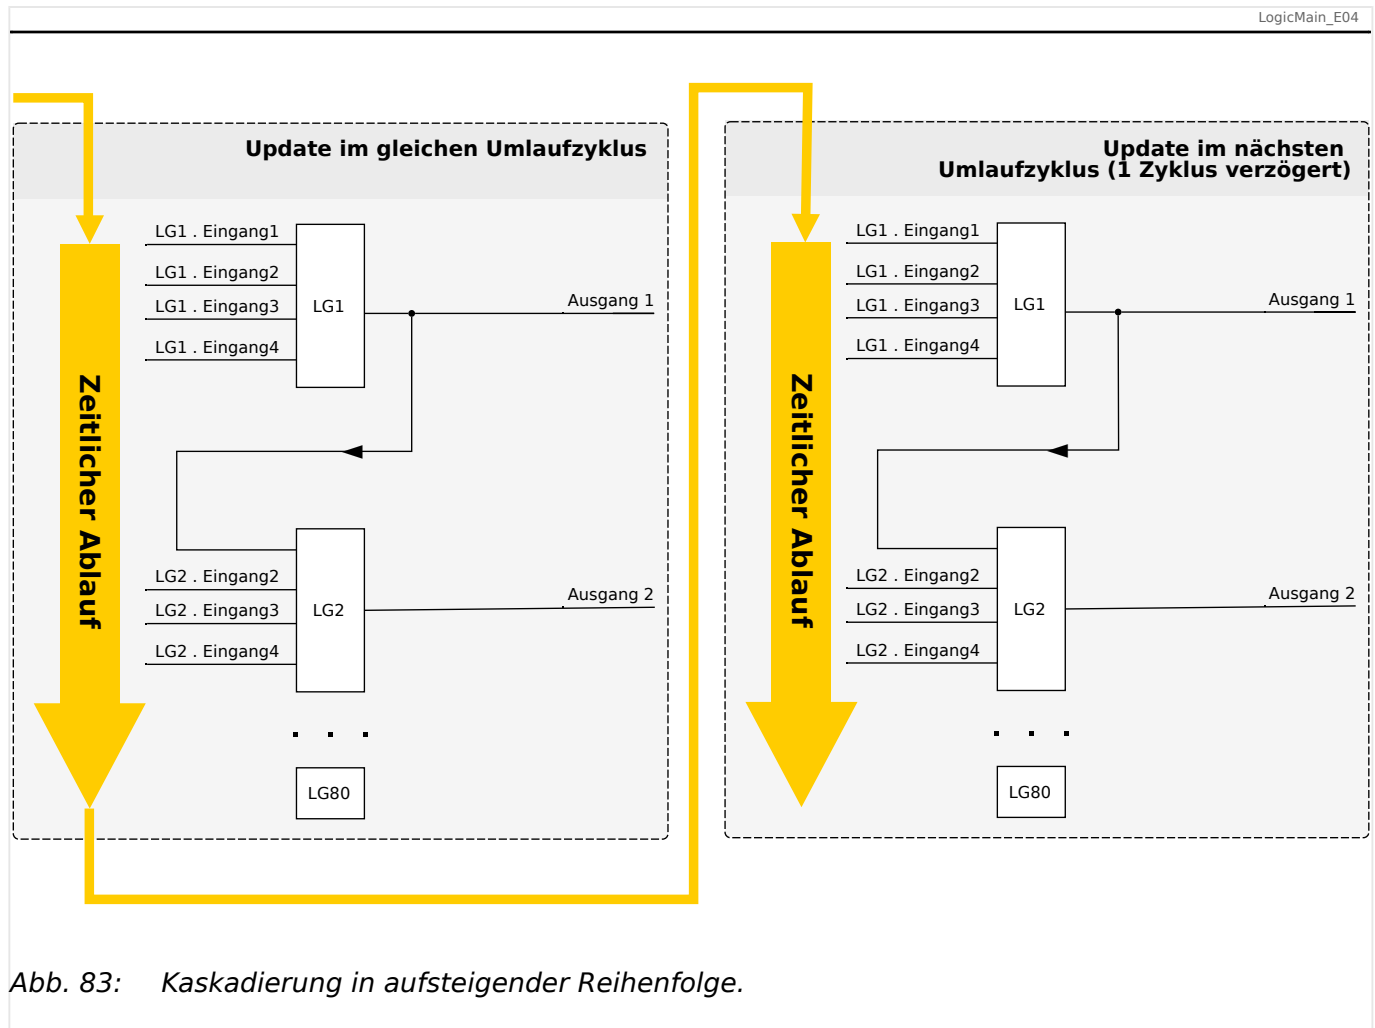 LogicMain_E04
Update im gleichen Umlaufzyklus
LG1 . Eingang1
LG1 . Eingang2
LG1 . Eingang3
LG1 . Eingang4
LG1
Ausgang 1
Zeitlicher Ablauf
LG2 . Eingang2
LG2 . Eingang3
LG2 . Eingang4
LG2
Ausgang 2
. . .
LG80
Update im nächsten
Umlaufzyklus (1 Zyklus verzögert)
LG1 . Eingang1
LG1 . Eingang2
LG1 . Eingang3
LG1 . Eingang4
LG1
Ausgang 1
Zeitlicher Ablauf
LG2 . Eingang2
LG2 . Eingang3
LG2 . Eingang4
LG2
Ausgang 2
. . .
LG80
Abb. 83: Kaskadierung in aufsteigender Reihenfolge.